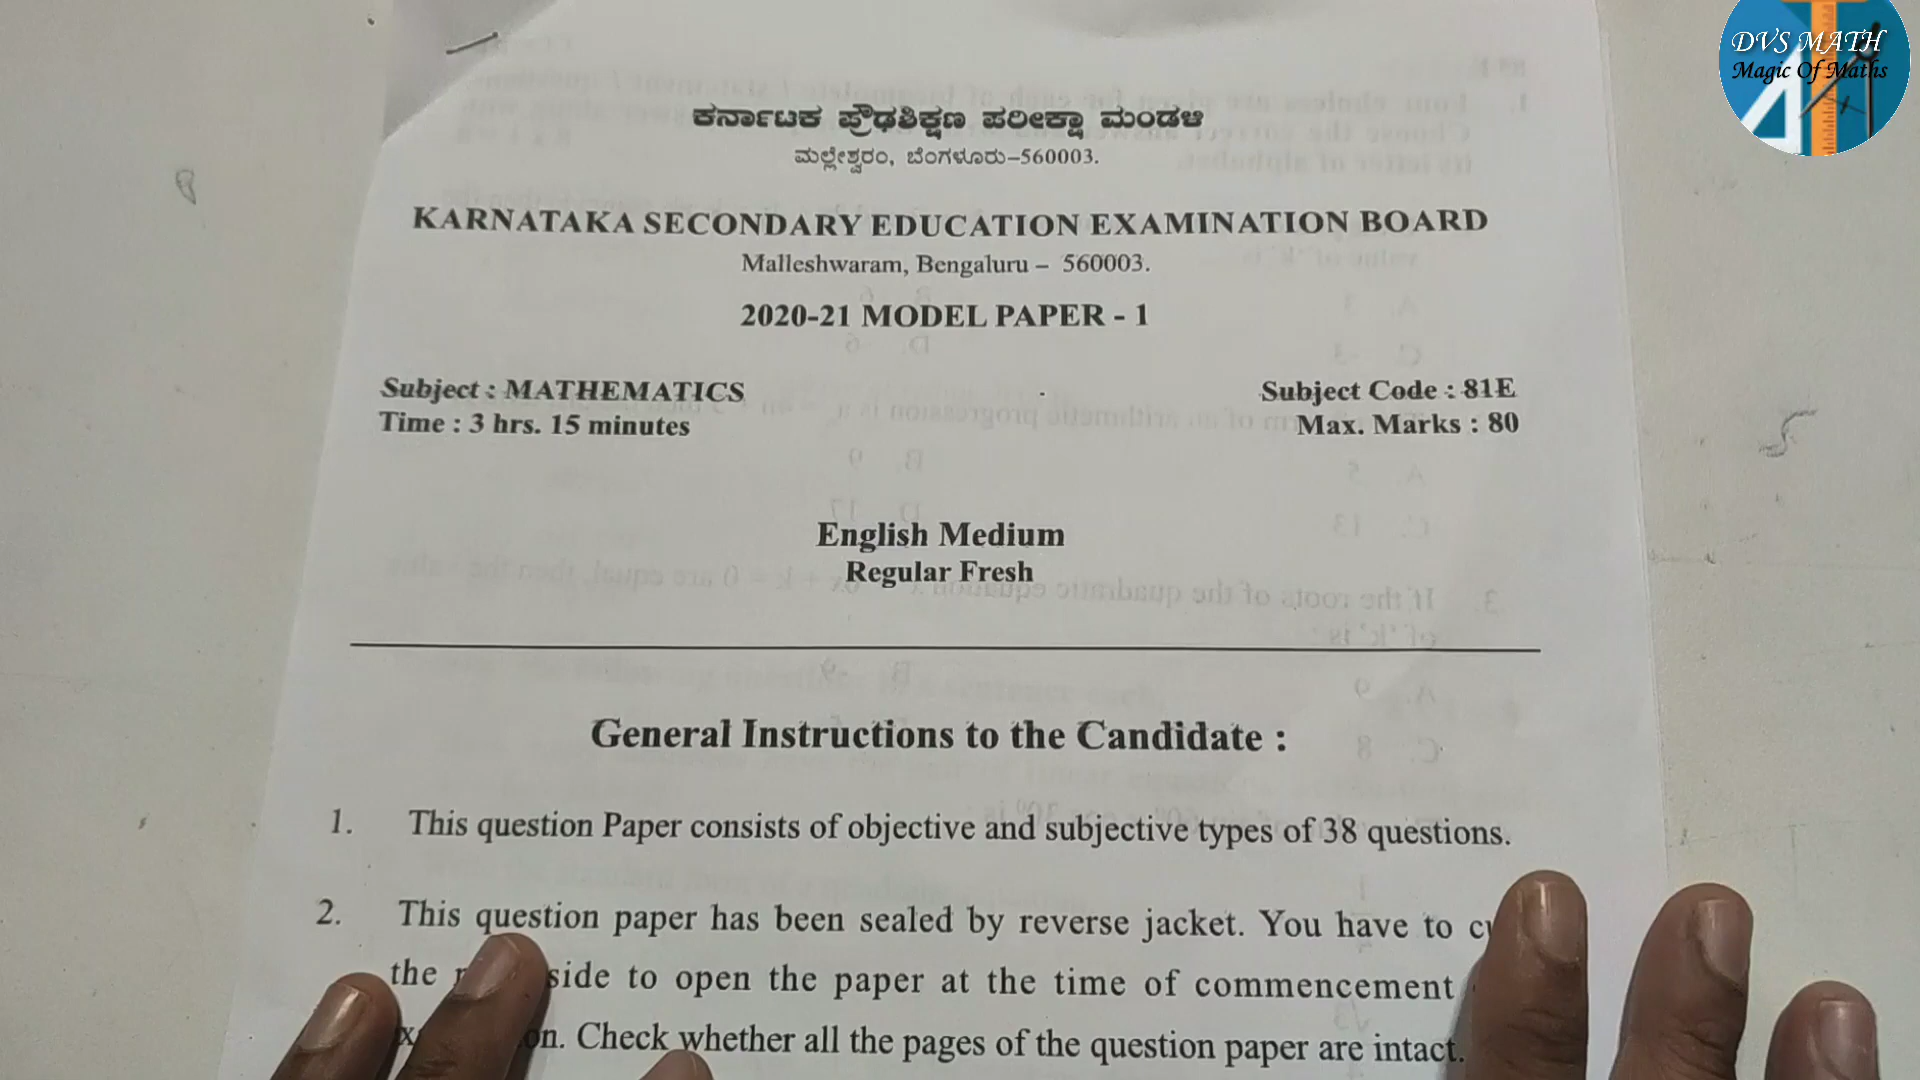 DVS MATH
Magic Of Maths
ಕರ್ನಾಟಕ ಪ್ರೌಢಶಿಕ್ಷಣ ಪರೀಕ್ಷಾ ಮಂಡಳಿ
ಮಲ್ಲೇಶ್ವರಂ, ಬೆಂಗಳೂರು–560003.
KARNATAKA SECONDARY EDUCATION EXAMINATION BOARD
Malleshwaram, Bengaluru – 560003.
2020-21 MODEL PAPER - 1
Subject : MATHEMATICS Subject Code : 81E
Time : 3 hrs. 15 minutes Max. Marks : 80
English Medium
Regular Fresh
General Instructions to the Candidate :
1. This question Paper consists of objective and subjective types of 38 questions.
2. This question paper has been sealed by reverse jacket. You have to
the side to open the paper at the time of commencement
Check whether all the pages of the question paper are intact.